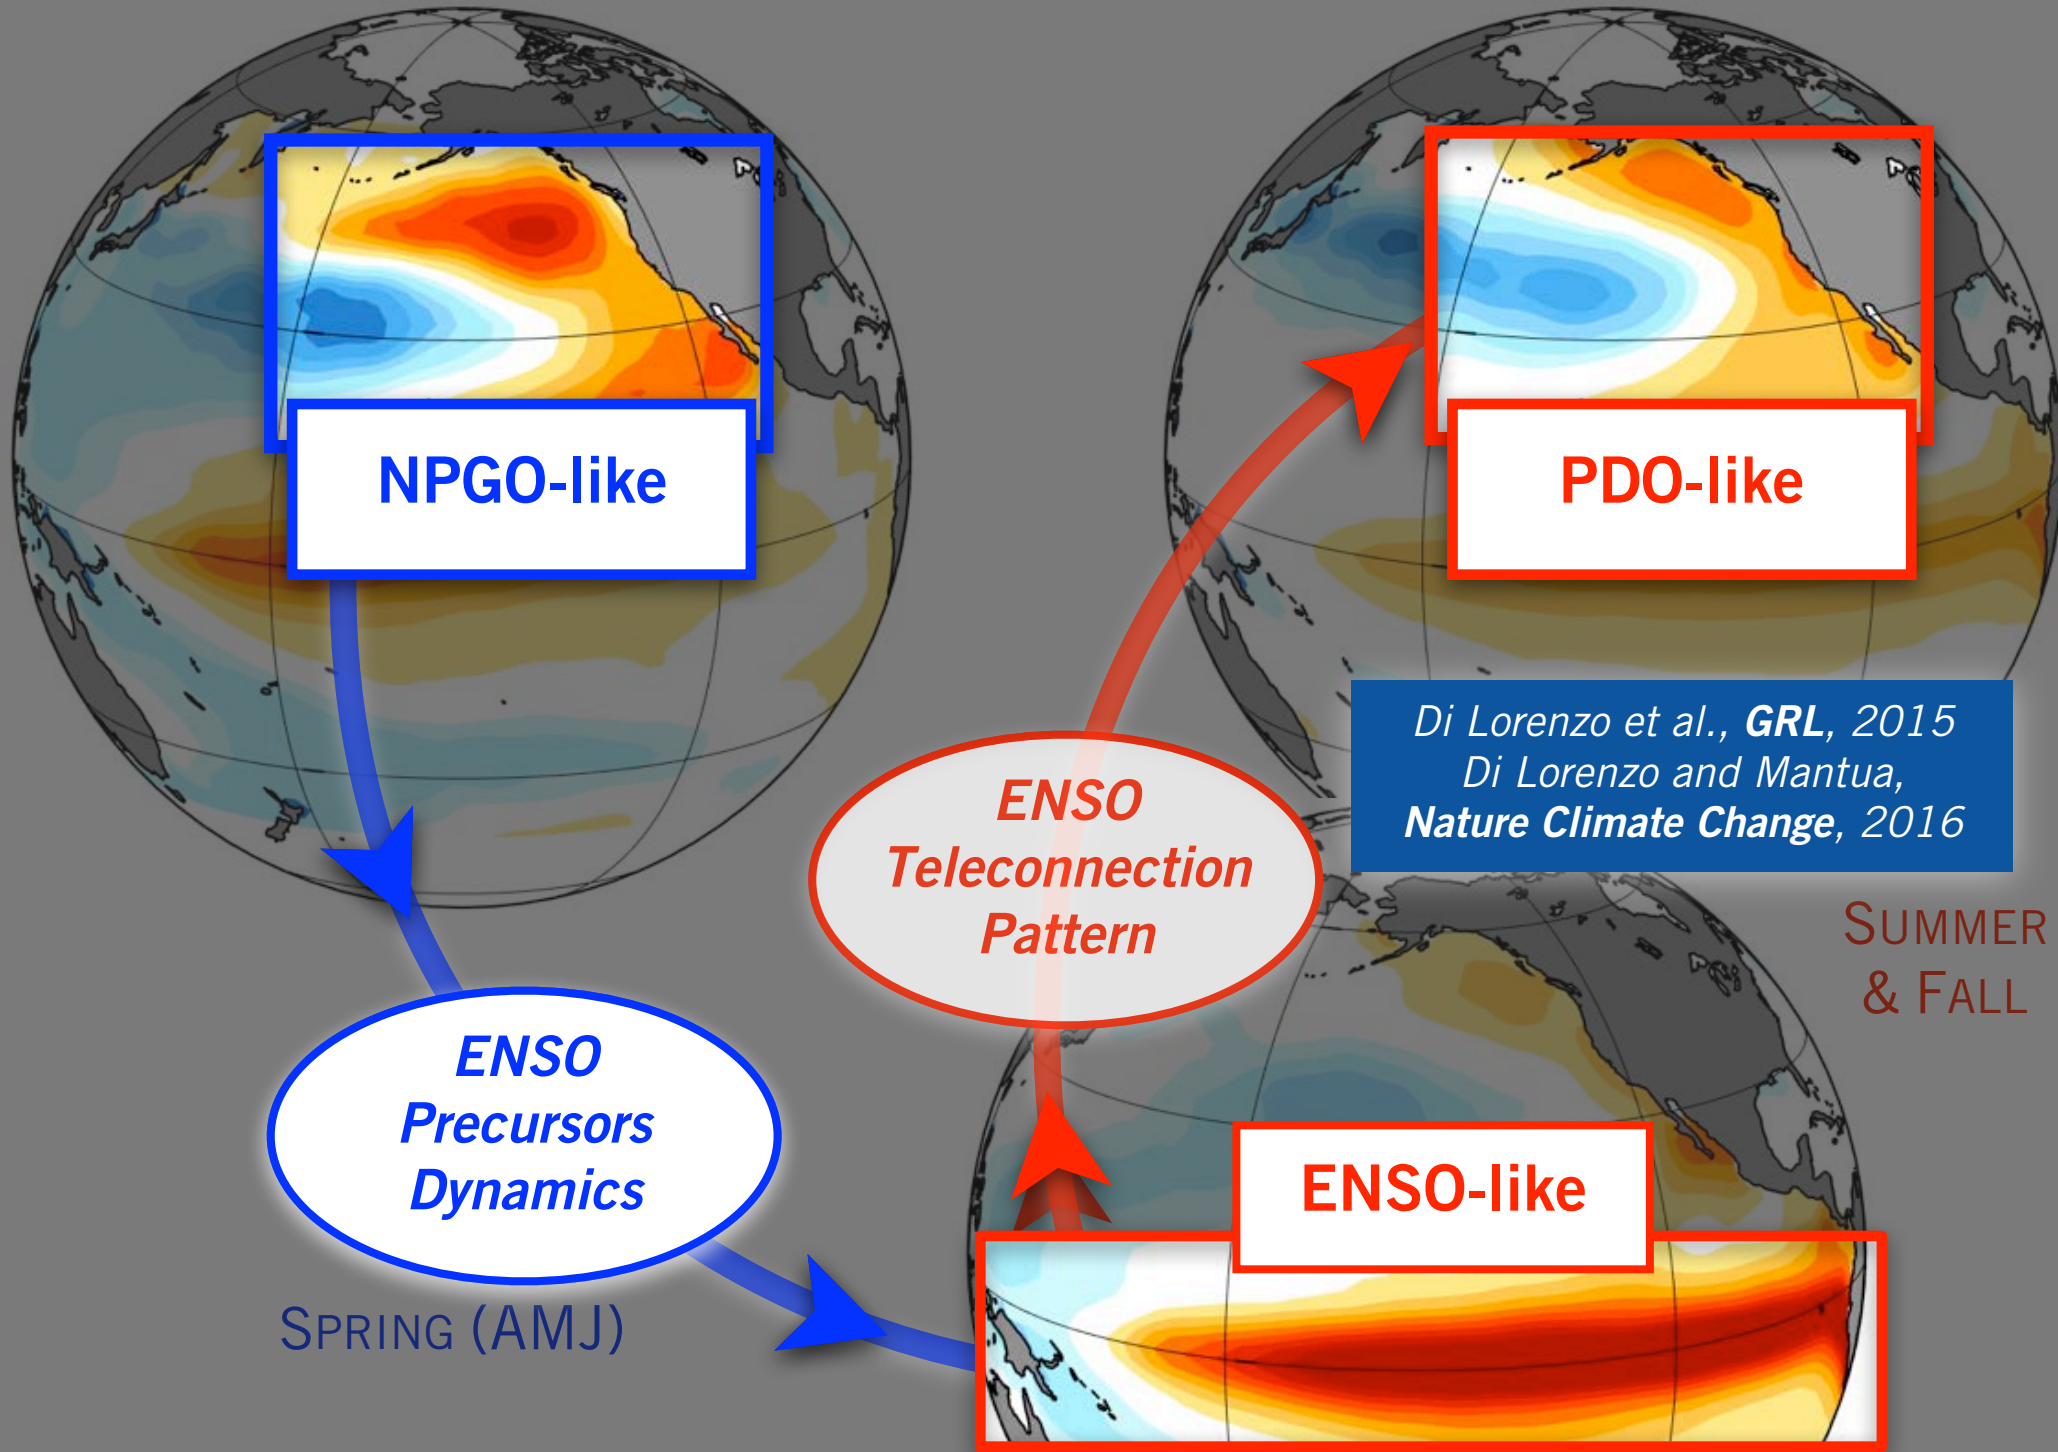 NPGO-like
PDO-like
Di Lorenzo et al., GRL, 2015
Di Lorenzo and Mantua,
Nature Climate Change, 2016
ENSO
Teleconnection
Pattern
SUMMER
& FALL
ENSO
Precursors
Dynamics
ENSO-like
SPRING (AMJ)